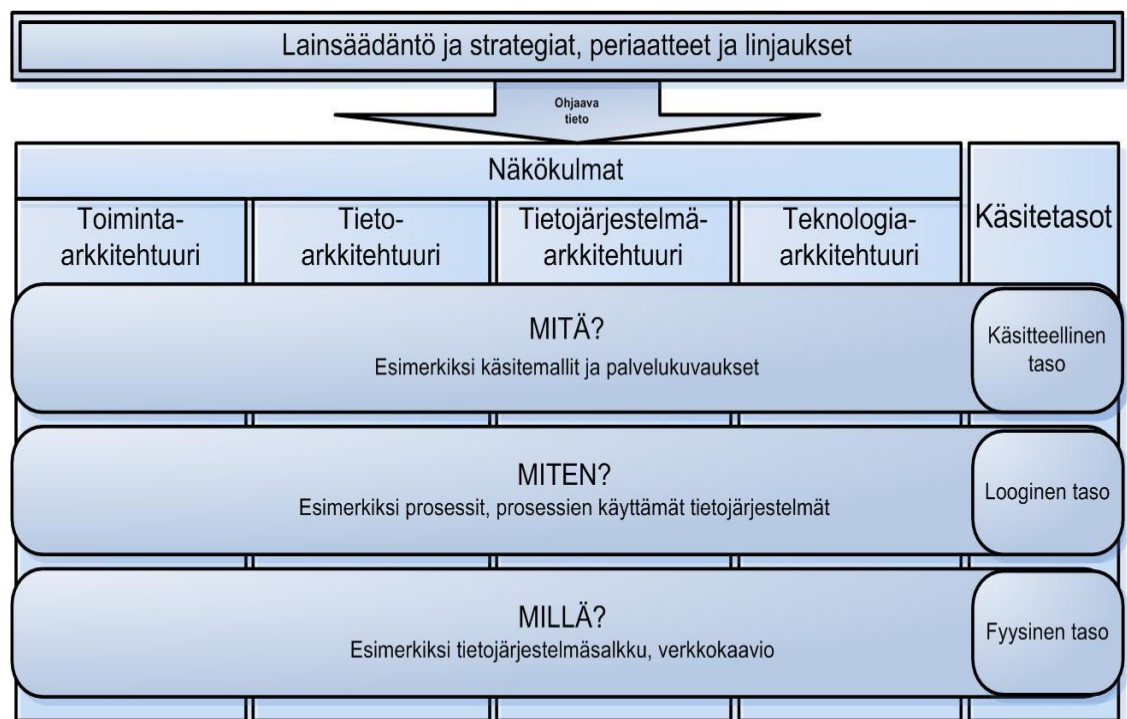 Lainsäädäntö ja strategiat, periaatteet ja linjaukset
Ohjaava
tieto
Näkökulmat
Toiminta-
arkkitehtuuri
Tieto-
arkkitehtuuri
Tietojärjestelmä-
arkkitehtuuri
Teknologia-
arkkitehtuuri
Käsitetasot
MITÄ?
Esimerkiksi käsitemallit ja palvelukuvaukset
Käsitteellinen
taso
MITEN?
Esimerkiksi prosessit, prosessien käyttämät tietojärjestelmät
Looginen taso
MILLÄ?
Esimerkiksi tietojärjestelmäsalkku, verkkokaavio
Fyysinen taso